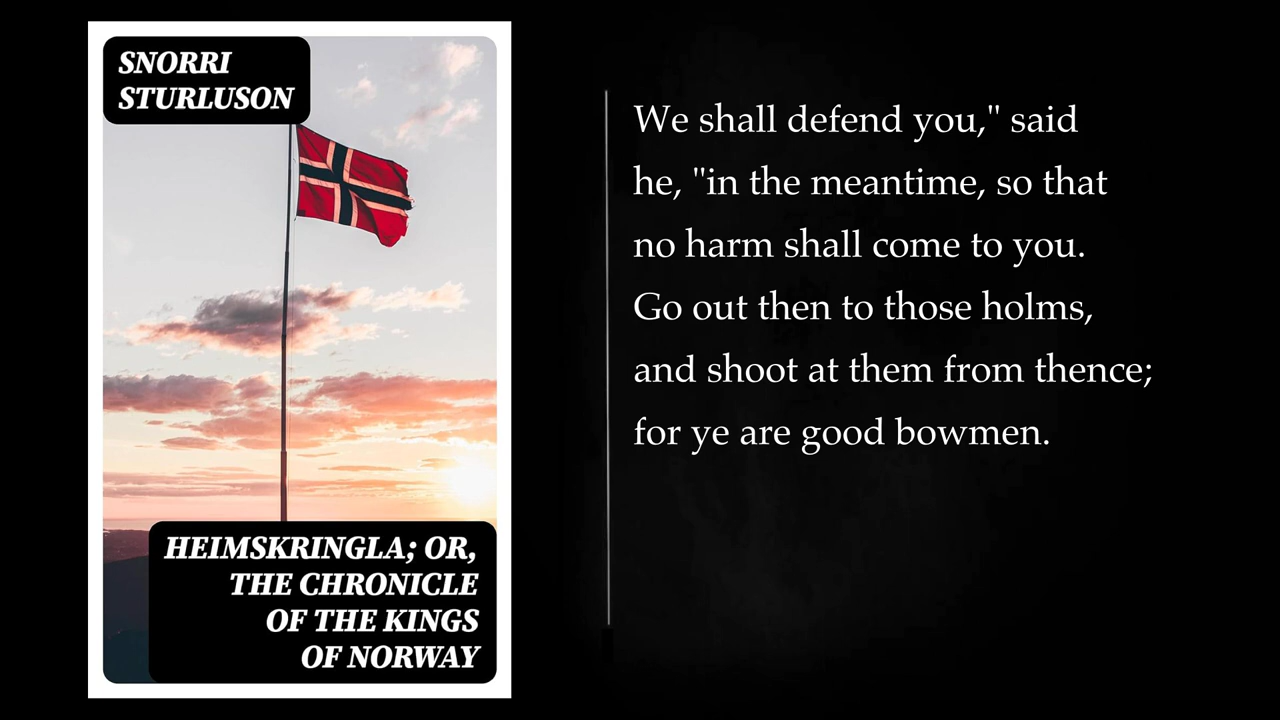 SNORRI
STURLUSON
HEIMSKRINGLA; OR,
THE CHRONICLE
OF THE KINGS
OF NORWAY
We shall defend you," said
he, "in the meantime, so that
no harm shall come to you.
Go out then to those holms,
and shoot at them from thence;
for ye are good bowmen.